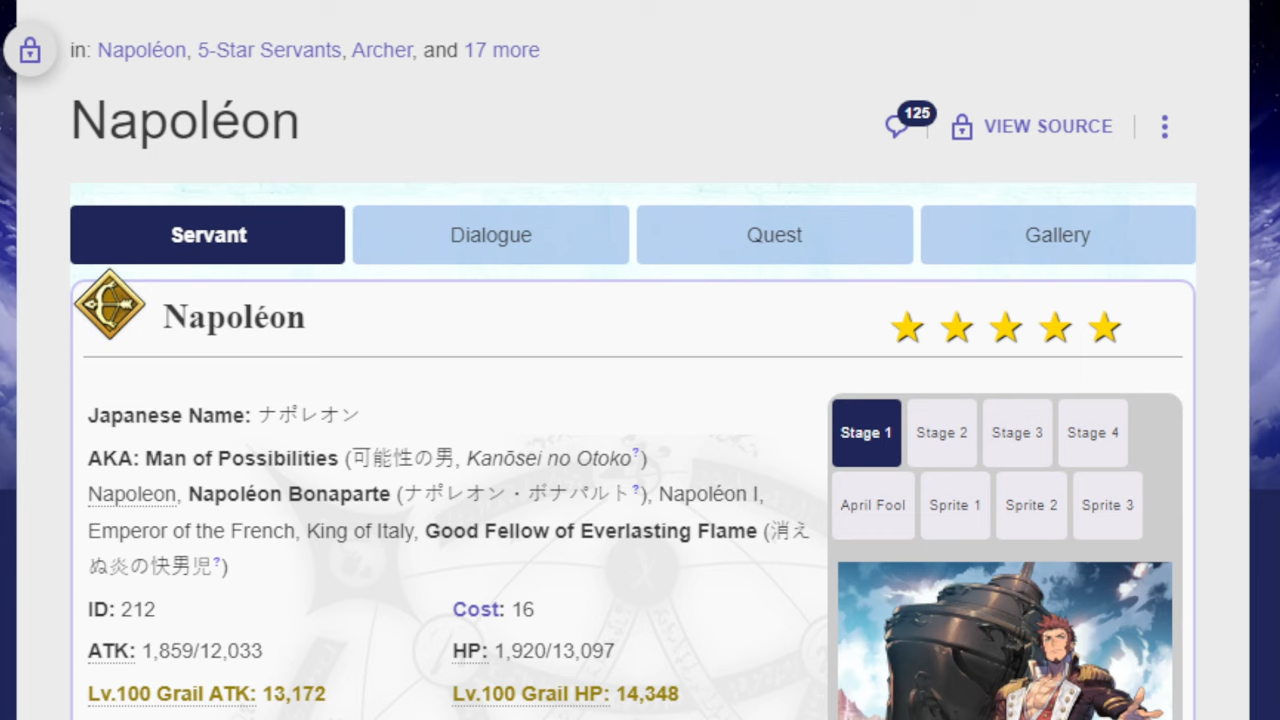 in: Napoléon, 5-Star Servants, Archer, and 17 more
Napoléon
125
VIEW SOURCE
Servant
Dialogue
Quest
Gallery
Napoléon
Japanese Name: ナポレオン
AKA: Man of Possibilities (可能性の男, Kanōsei no Otoko?)
Napoleon, Napoléon Bonaparte (ナポレオン・ボナパルト?), Napoléon I,
Emperor of the French, King of Italy, Good Fellow of Everlasting Flame (消え
ぬ炎の快男児?)
ID: 212
Cost: 16
ATK: 1,859/12,033
HP: 1,920/13,097
Lv.100 Grail ATK: 13,172
Lv.100 Grail HP: 14,348
Stage 1
Stage 2
Stage 3
Stage 4
April Fool
Sprite 1
Sprite 2
Sprite 3